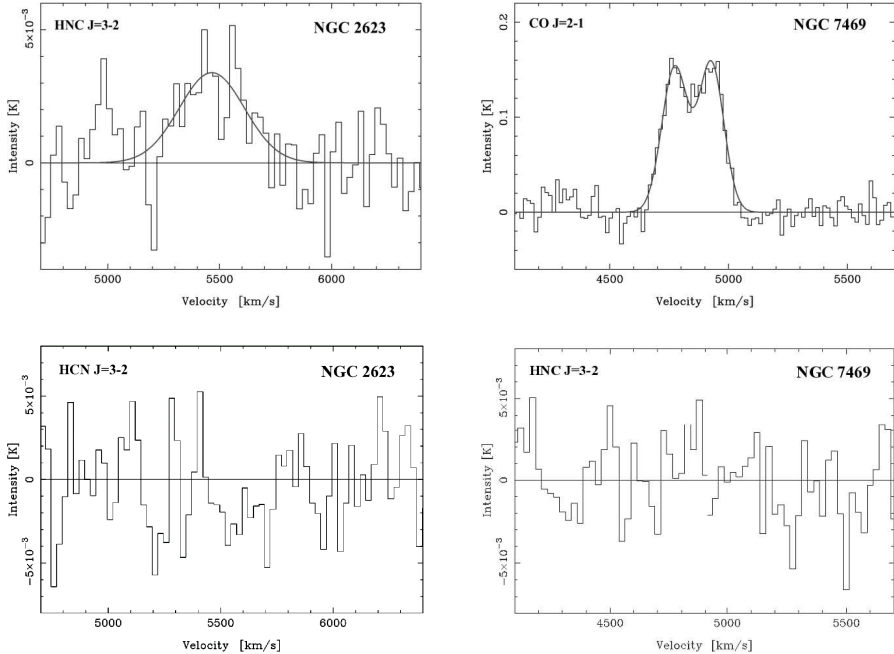 HNC J=3-2 NGC 2623
Intensity [K]
5×10⁻³
0
5000 5500 6000
Velocity [km/s]
CO J=2-1 NGC 7469
Intensity [K]
0.2
0.1
0
4500 5000 5500
Velocity [km/s]
HCN J=3-2 NGC 2623
Intensity [K]
5×10⁻³
0
−5×10⁻³
5000 5500 6000
Velocity [km/s]
HNC J=3-2 NGC 7469
Intensity [K]
5×10⁻³
0
−5×10⁻³
4500 5000 5500
Velocity [km/s]